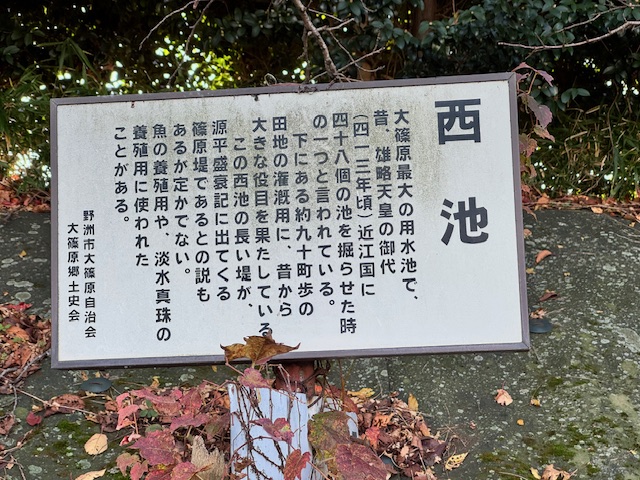 西池
大篠原最大の用水池で、
昔、雄略天皇の御代
(四一三年頃)近江国に
四十八個の池を掘らせた時
の一つと言われている。
下にある約九十町歩の
田地の潅漑用に、昔から
大きな役目を果たしている
この西池の長い堤が、
源平盛衰記に出てくる
篠原堤であるとの説も
あるが定かでない。
魚の養殖用や、淡水真珠の
養殖用に使われた
ことがある。
野洲市大篠原自治会
大篠原郷土史会